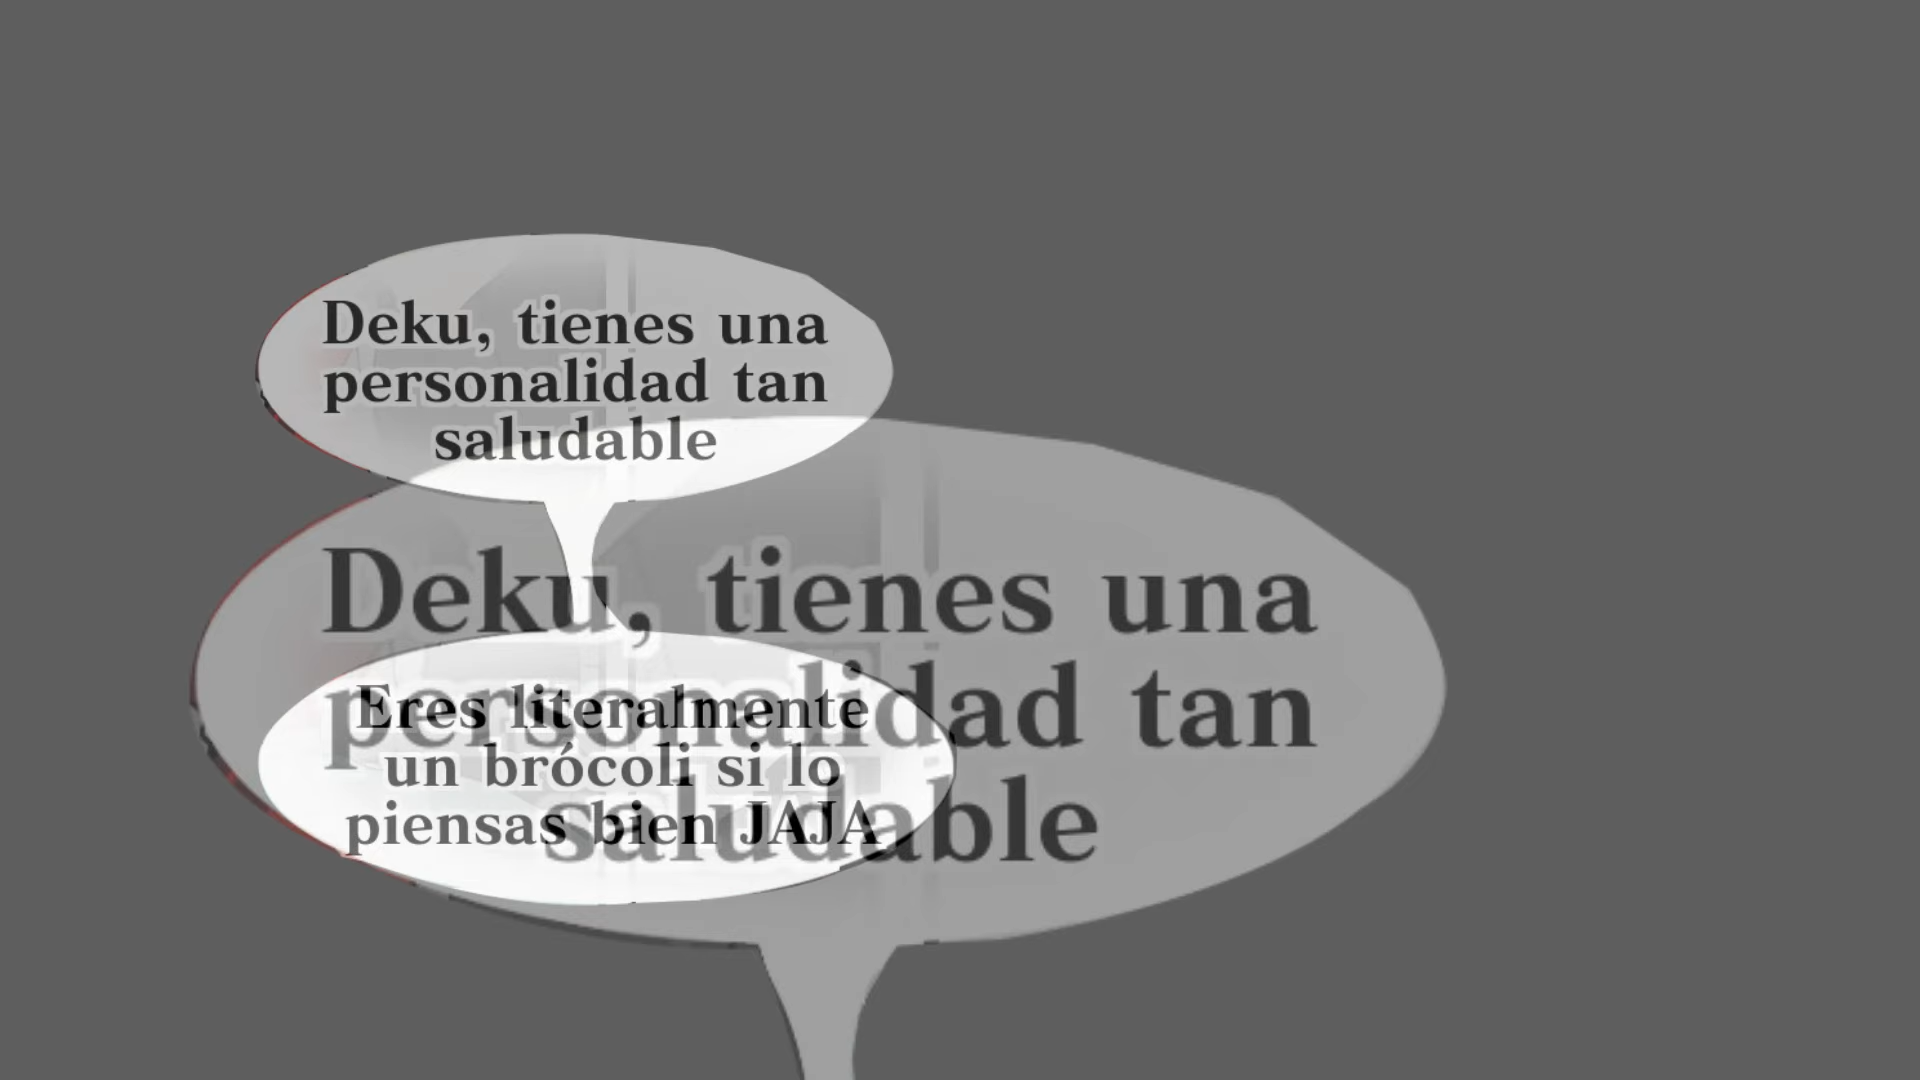 Deku, tienes una
personalidad tan
saludable
Deku, tienes una
personalidad tan
saludable
Eres literalmente
un brócoli si lo
piensas bien JAJA